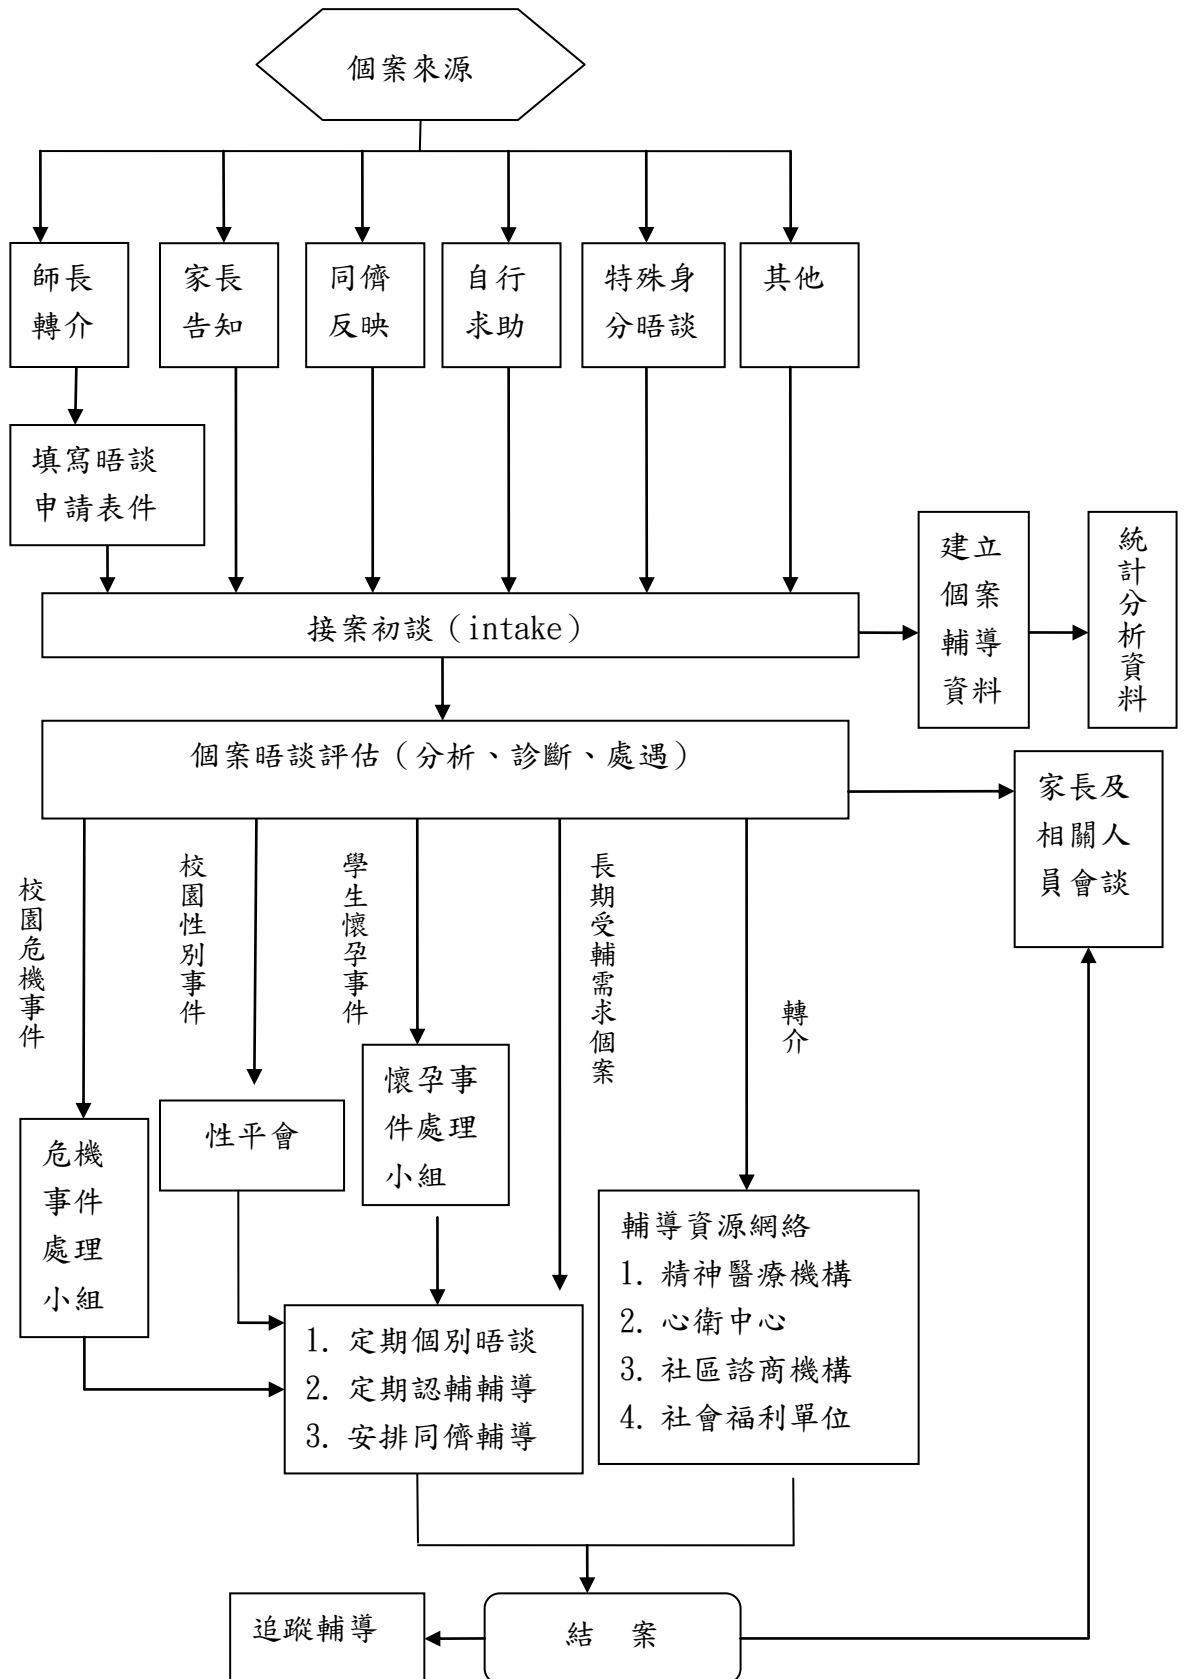 個案來源
師長
轉介
家長
告知
同儕
反映
自行
求助
特殊身
分晤談
其他
填寫晤談
申請表件
接案初談（intake）
建立
個案
輔導
資料
統計分析資料
個案晤談評估（分析、診斷、處遇）
家長及
相關人
員會談
校園危機事件
校園性別事件
學生懷孕事件
長期受輔需求個案
轉介
危機
事件
處理
小組
性平會
懷孕事
件處理
小組
輔導資源網絡
1. 精神醫療機構
2. 心衛中心
3. 社區諮商機構
4. 社會福利單位
1. 定期個別晤談
2. 定期認輔輔導
3. 安排同儕輔導
追蹤輔導
結　案